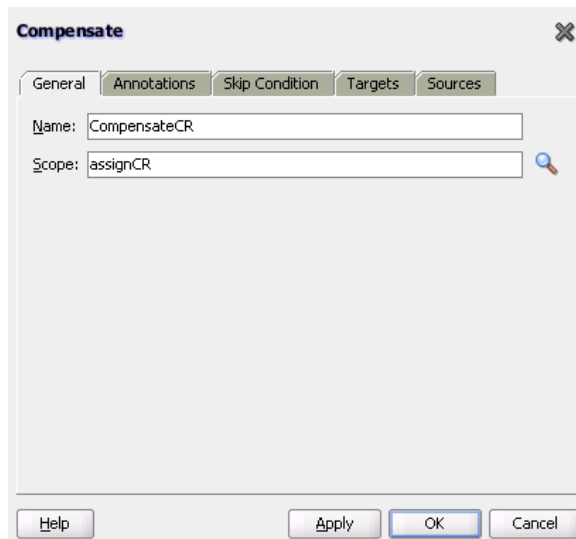 Compensate
General Annotations Skip Condition Targets Sources
Name: CompensateCR
Scope: assignCR
Help Apply OK Cancel